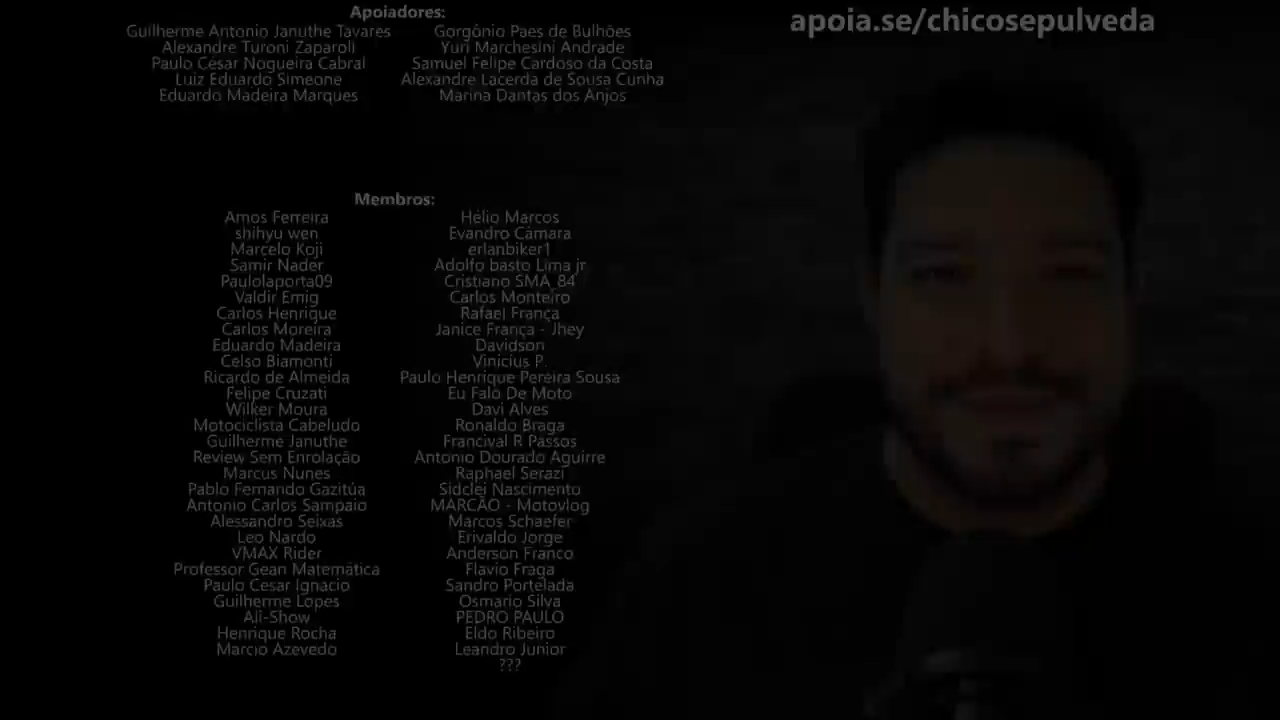 Apoiadores:
apoia.se/chicosepulveda
Guilherme Antonio Januthe Tavares
Gorgônio Paes de Bulhões
Alexandre Turoni Zaparoli
Yuri Marchesini Andrade
Paulo César Nogueira Cabral
Samuel Felipe Cardoso da Costa
Luiz Eduardo Simeone
Alexandre Lacerda de Sousa Cunha
Eduardo Madeira Marques
Marina Dantas dos Anjos
Membros:
Amos Ferreira
Hélio Marcos
shihyu wen
Evandro Câmara
Marcelo Koji
erlanbiker1
Samir Nader
Adolfo basto Lima jr
Paulolaporta09
Cristiano SMA_84
Valdir Emig
Carlos Monteiro
Carlos Henrique
Rafael França
Carlos Moreira
Janice França - Jhey
Eduardo Madeira
Davidson
Celso Biamonti
Vinicius P.
Ricardo de Almeida
Paulo Henrique Pereira Sousa
Felipe Cruzati
Eu Falo De Moto
Wilker Moura
Davi Alves
Motociclista Cabeludo
Ronaldo Braga
Guilherme Januthe
Francival R Passos
Review Sem Enrolação
Antonio Dourado Aguirre
Marcus Nunes
Raphael Serazi
Pablo Fernando Gazitúa
Sidclei Nascimento
Antonio Carlos Sampaio
MARCÃO - Motovlog
Alessandro Seixas
Marcos Schaefer
Leo Nardo
Erivaldo Jorge
VMAX Rider
Anderson Franco
Professor Gean Matemática
Flavio Fraga
Paulo Cesar Ignacio
Sandro Portelada
Guilherme Lopes
Osmario Silva
Ali-Show
PEDRO PAULO
Henrique Rocha
Eldo Ribeiro
Marcio Azevedo
Leandro Junior
???